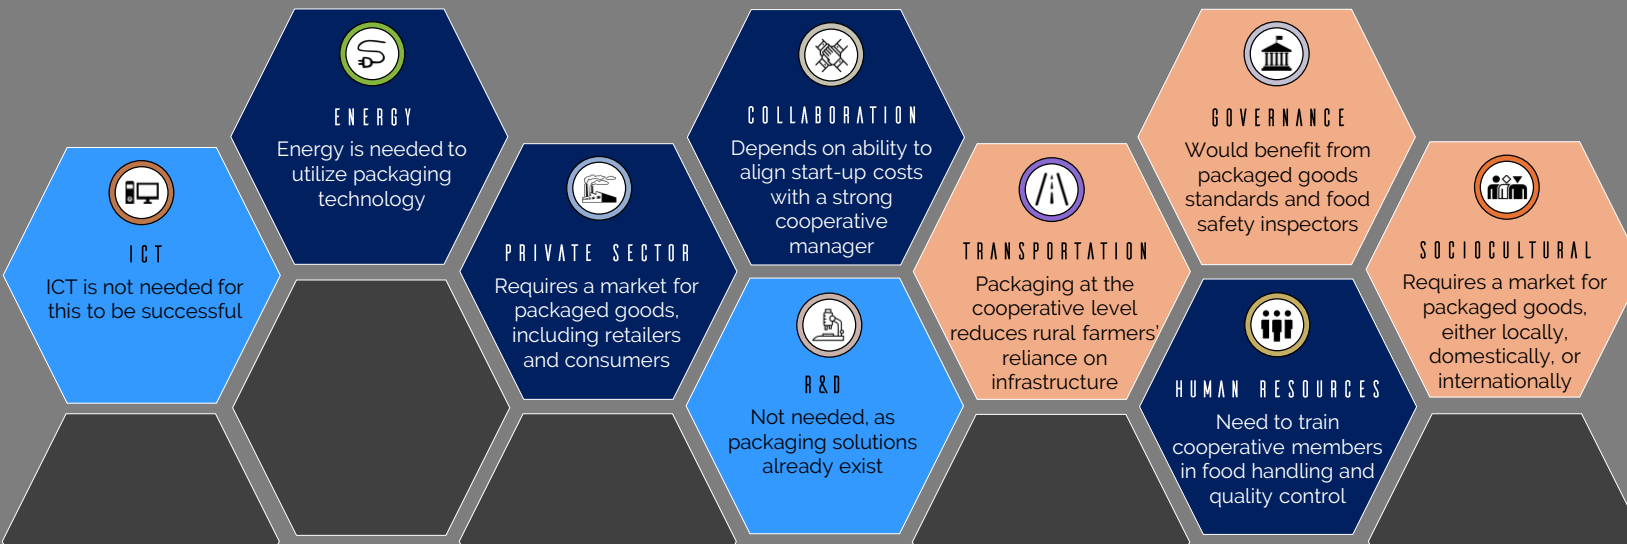 ENERGY
Energy is needed to
utilize packaging
technology
COLLABORATION
Depends on ability to
align start-up costs
with a strong
cooperative
manager
GOVERNANCE
Would benefit from
packaged goods
standards and food
safety inspectors
ICT
ICT is not needed for
this to be successful
PRIVATE SECTOR
Requires a market for
packaged goods,
including retailers
and consumers
TRANSPORTATION
Packaging at the
cooperative level
reduces rural farmers'
reliance on
infrastructure
SOCIOCULTURAL
Requires a market for
packaged goods,
either locally,
domestically, or
internationally
R&D
Not needed, as
packaging solutions
already exist
HUMAN RESOURCES
Need to train
cooperative members
in food handling and
quality control